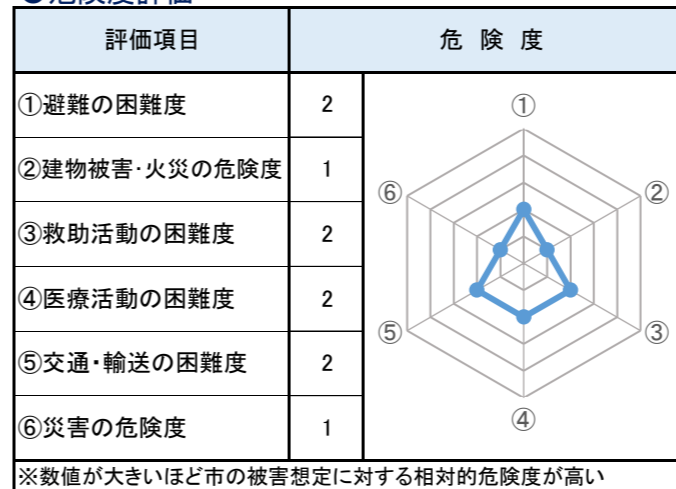 ●危険度評価
評価項目 危 険 度
①避難の困難度 2
②建物被害・火災の危険度 1
③救助活動の困難度 2
④医療活動の困難度 2
⑤交通・輸送の困難度 2
⑥災害の危険度 1
①
②
③
④
⑤
⑥
※数値が大きいほど市の被害想定に対する相対的危険度が高い